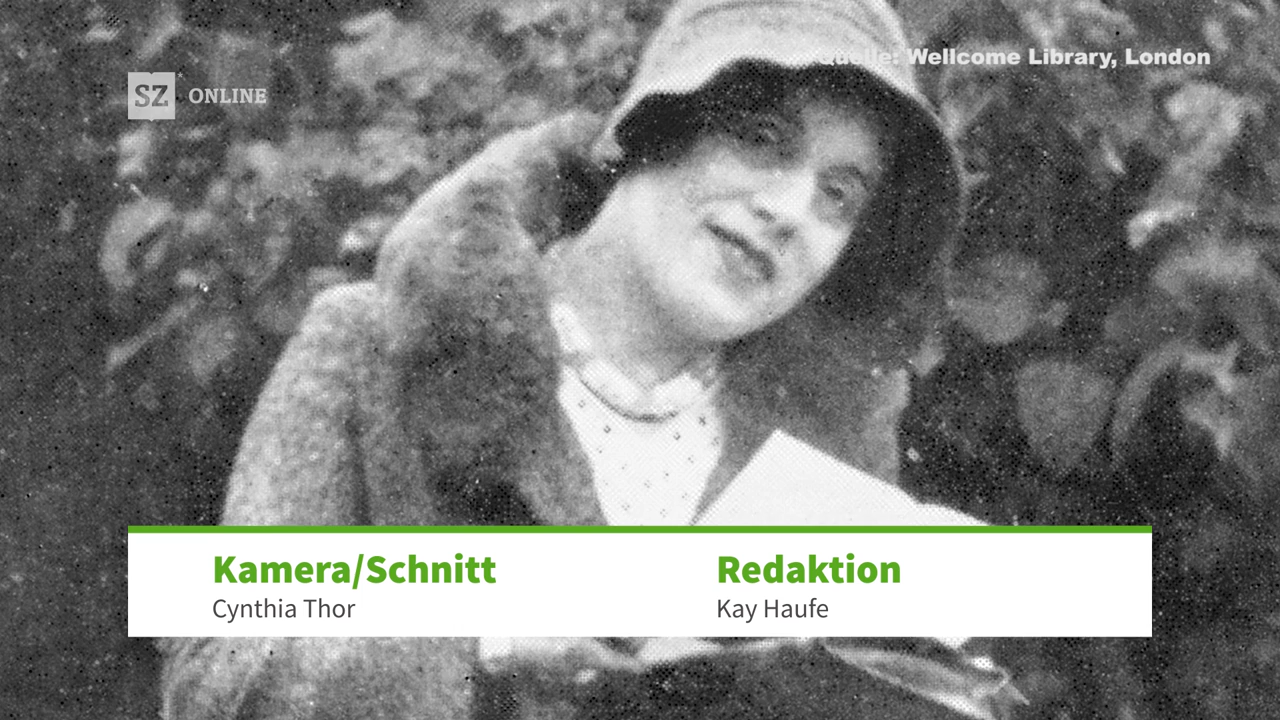 Quelle: Wellcome Library, London
SZ ONLINE
Kamera/Schnitt
Cynthia Thor
Redaktion
Kay Haufe